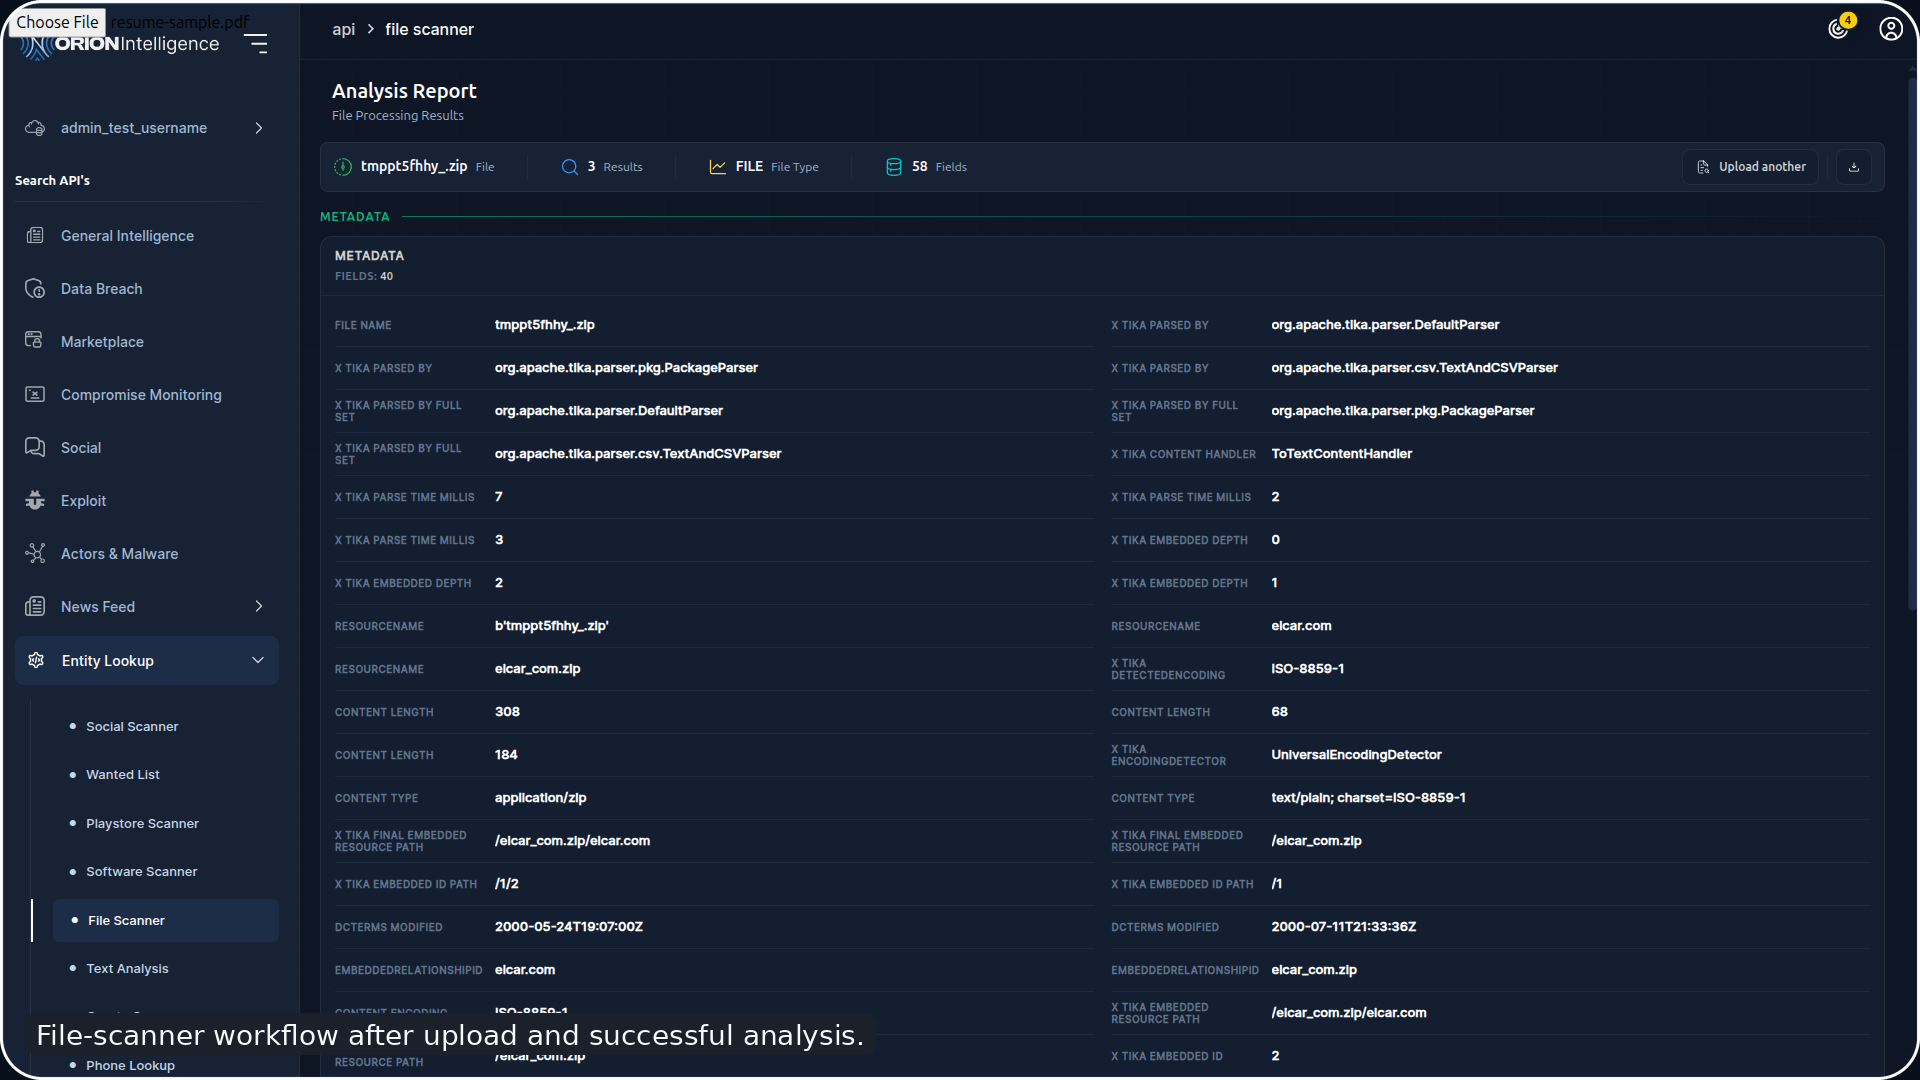 Choose File resume-sample.pdf
ORIONIntelligence
admin_test_username
Search API's
General Intelligence
Data Breach
Marketplace
Compromise Monitoring
Social
Exploit
Actors & Malware
News Feed
Entity Lookup
Social Scanner
Wanted List
Playstore Scanner
Software Scanner
File Scanner
Text Analysis
Phone Lookup
api > file scanner
4
Analysis Report
File Processing Results
tmppt5fhhy_.zip File
3 Results
FILE File Type
58 Fields
Upload another
METADATA
METADATA
FIELDS: 40
FILE NAME tmppt5fhhy_.zip
X TIKA PARSED BY org.apache.tika.parser.DefaultParser
X TIKA PARSED BY org.apache.tika.parser.pkg.PackageParser
X TIKA PARSED BY org.apache.tika.parser.csv.TextAndCSVParser
X TIKA PARSED BY FULL SET org.apache.tika.parser.DefaultParser
X TIKA PARSED BY FULL SET org.apache.tika.parser.pkg.PackageParser
X TIKA PARSED BY FULL SET org.apache.tika.parser.csv.TextAndCSVParser
X TIKA CONTENT HANDLER ToTextContentHandler
X TIKA PARSE TIME MILLIS 7
X TIKA PARSE TIME MILLIS 2
X TIKA PARSE TIME MILLIS 3
X TIKA EMBEDDED DEPTH 0
X TIKA EMBEDDED DEPTH 2
X TIKA EMBEDDED DEPTH 1
RESOURCENAME b'tmppt5fhhy_.zip'
RESOURCENAME eicar.com
RESOURCENAME eicar_com.zip
X TIKA DETECTEDENCODING ISO-8859-1
CONTENT LENGTH 308
CONTENT LENGTH 68
CONTENT LENGTH 184
X TIKA ENCODINGDETECTOR UniversalEncodingDetector
CONTENT TYPE application/zip
CONTENT TYPE text/plain; charset=ISO-8859-1
X TIKA FINAL EMBEDDED RESOURCE PATH /eicar_com.zip/eicar.com
X TIKA FINAL EMBEDDED RESOURCE PATH /eicar_com.zip
X TIKA EMBEDDED ID PATH /1/2
X TIKA EMBEDDED ID PATH /1
DCTERMS MODIFIED 2000-05-24T19:07:00Z
DCTERMS MODIFIED 2000-07-11T21:33:36Z
EMBEDDEDRELATIONSHIPID eicar.com
EMBEDDEDRELATIONSHIPID eicar_com.zip
CONTENT ENCODING ISO-8859-1
X TIKA EMBEDDED RESOURCE PATH /eicar_com.zip/eicar.com
RESOURCE PATH /eicar_com.zip
X TIKA EMBEDDED ID 2
File-scanner workflow after upload and successful analysis.